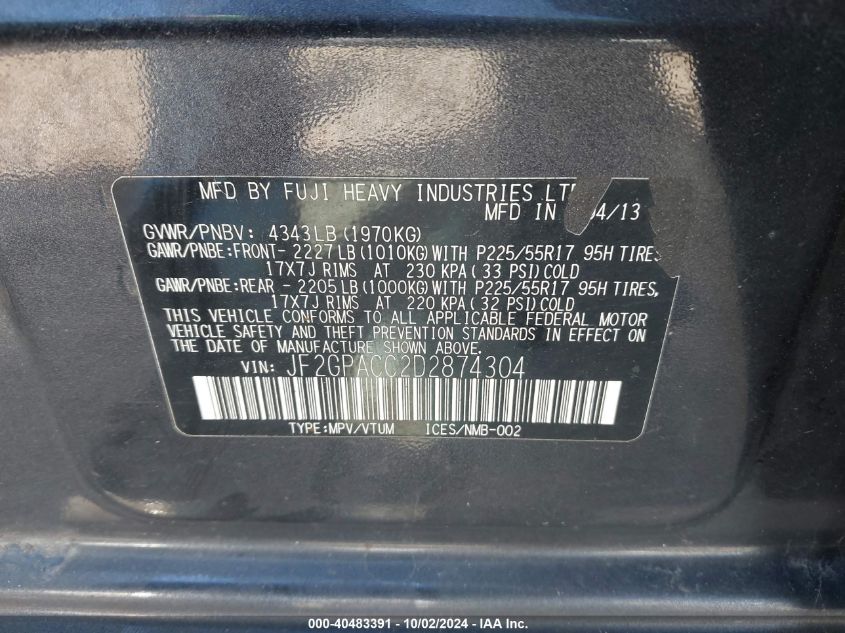 MFD BY FUJI HEAVY INDUSTRIES LTD
MFD IN 04/13
GVWR/PNBV: 4343LB(1970KG)
GAWR/PNBE:FRONT- 2227LB(1010KG)WITH P225/55R17 95H TIRES,
17X7J RIMS AT 230 KPA(33 PSI)COLD
GAWR/PNBE:REAR - 2205LB(1000KG)WITH P225/55R17 95H TIRES,
17X7J RIMS AT 220 KPA(32 PSI)COLD
THIS VEHICLE CONFORMS TO ALL APPLICABLE FEDERAL MOTOR
VEHICLE SAFETY AND THEFT PREVENTION STANDARDS IN EFFECT ON
THE DATE OF MANUFACTURE SHOWN ABOVE.
VIN: JF2GPACC2D2874304
TYPE:MPV/VTUM ICES/NMB-002
000-40483391 - 10/02/2024 - IAA Inc.